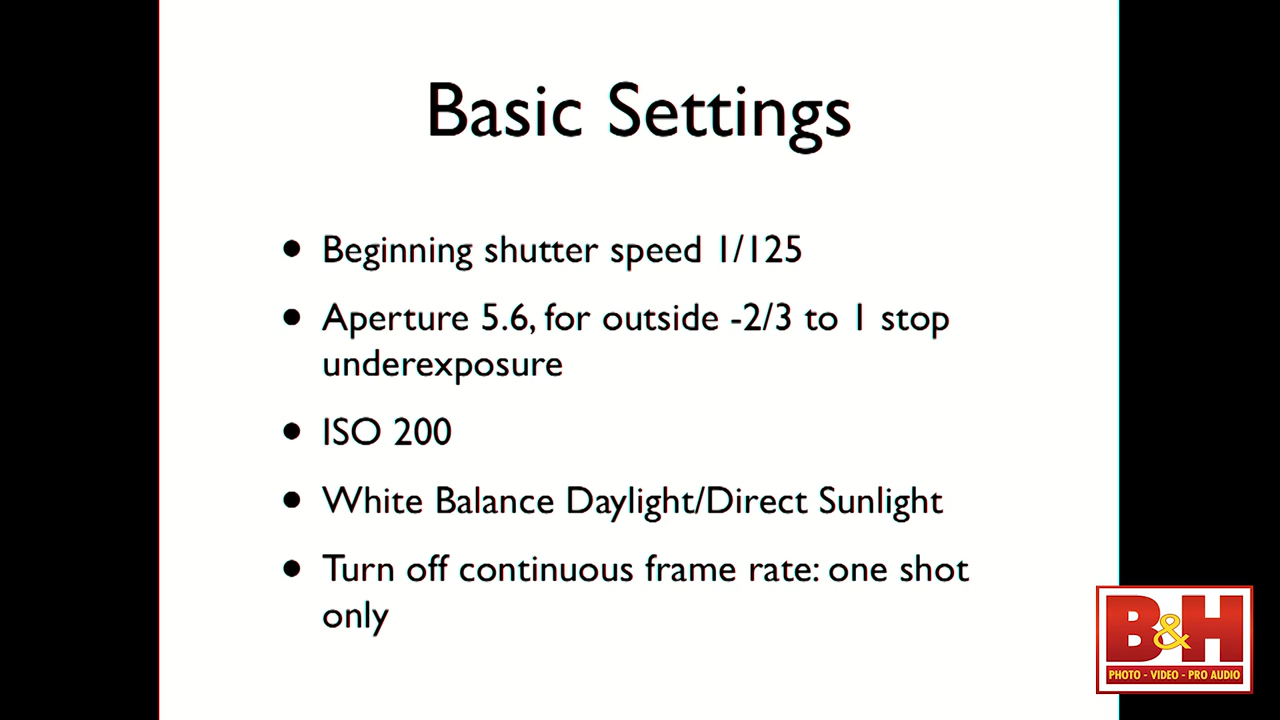 Basic Settings
• Beginning shutter speed 1/125
• Aperture 5.6, for outside -2/3 to 1 stop
underexposure
• ISO 200
• White Balance Daylight/Direct Sunlight
• Turn off continuous frame rate: one shot
only
B&H
PHOTO - VIDEO - PRO AUDIO